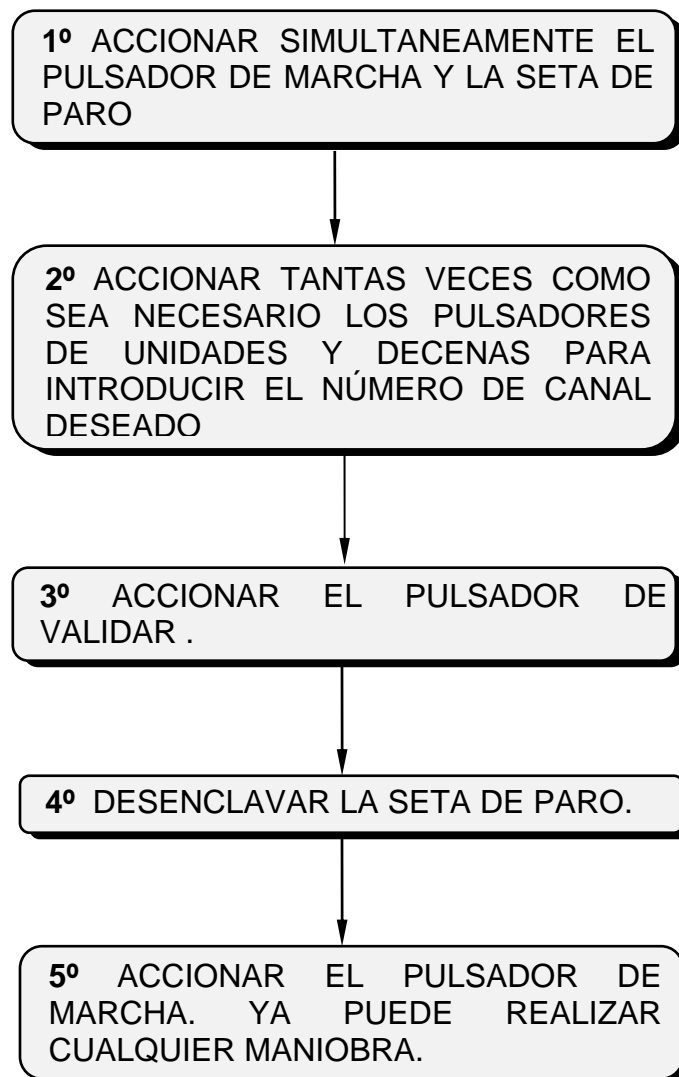 1º ACCIONAR SIMULTANEAMENTE EL
PULSADOR DE MARCHA Y LA SETA DE
PARO
2º ACCIONAR TANTAS VECES COMO
SEA NECESARIO LOS PULSADORES
DE UNIDADES Y DECENAS PARA
INTRODUCIR EL NÚMERO DE CANAL
DESEADO
3º ACCIONAR EL PULSADOR DE
VALIDAR .
4º DESENCLAVAR LA SETA DE PARO.
5º ACCIONAR EL PULSADOR DE
MARCHA. YA PUEDE REALIZAR
CUALQUIER MANIOBRA.